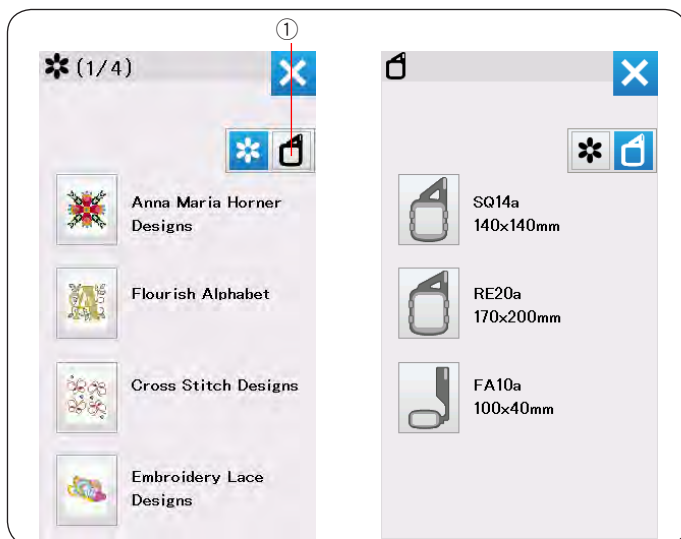 ①
(1/4)
Anna Maria Horner
Designs
Flourish Alphabet
Cross Stitch Designs
Embroidery Lace
Designs
SQ14a
140×140mm
RE20a
170×200mm
FA10a
100×40mm